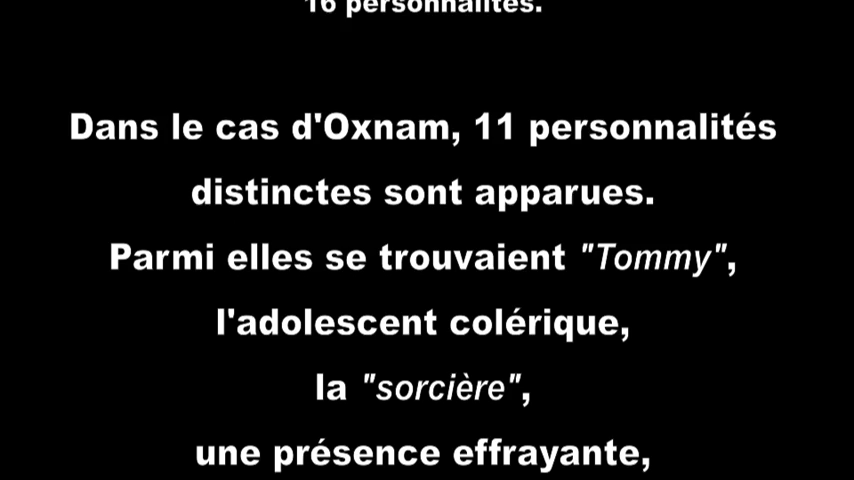 16 personnalités.
Dans le cas d'Oxnam, 11 personnalités
distinctes sont apparues.
Parmi elles se trouvaient "Tommy",
l'adolescent colérique,
la "sorcière",
une présence effrayante,